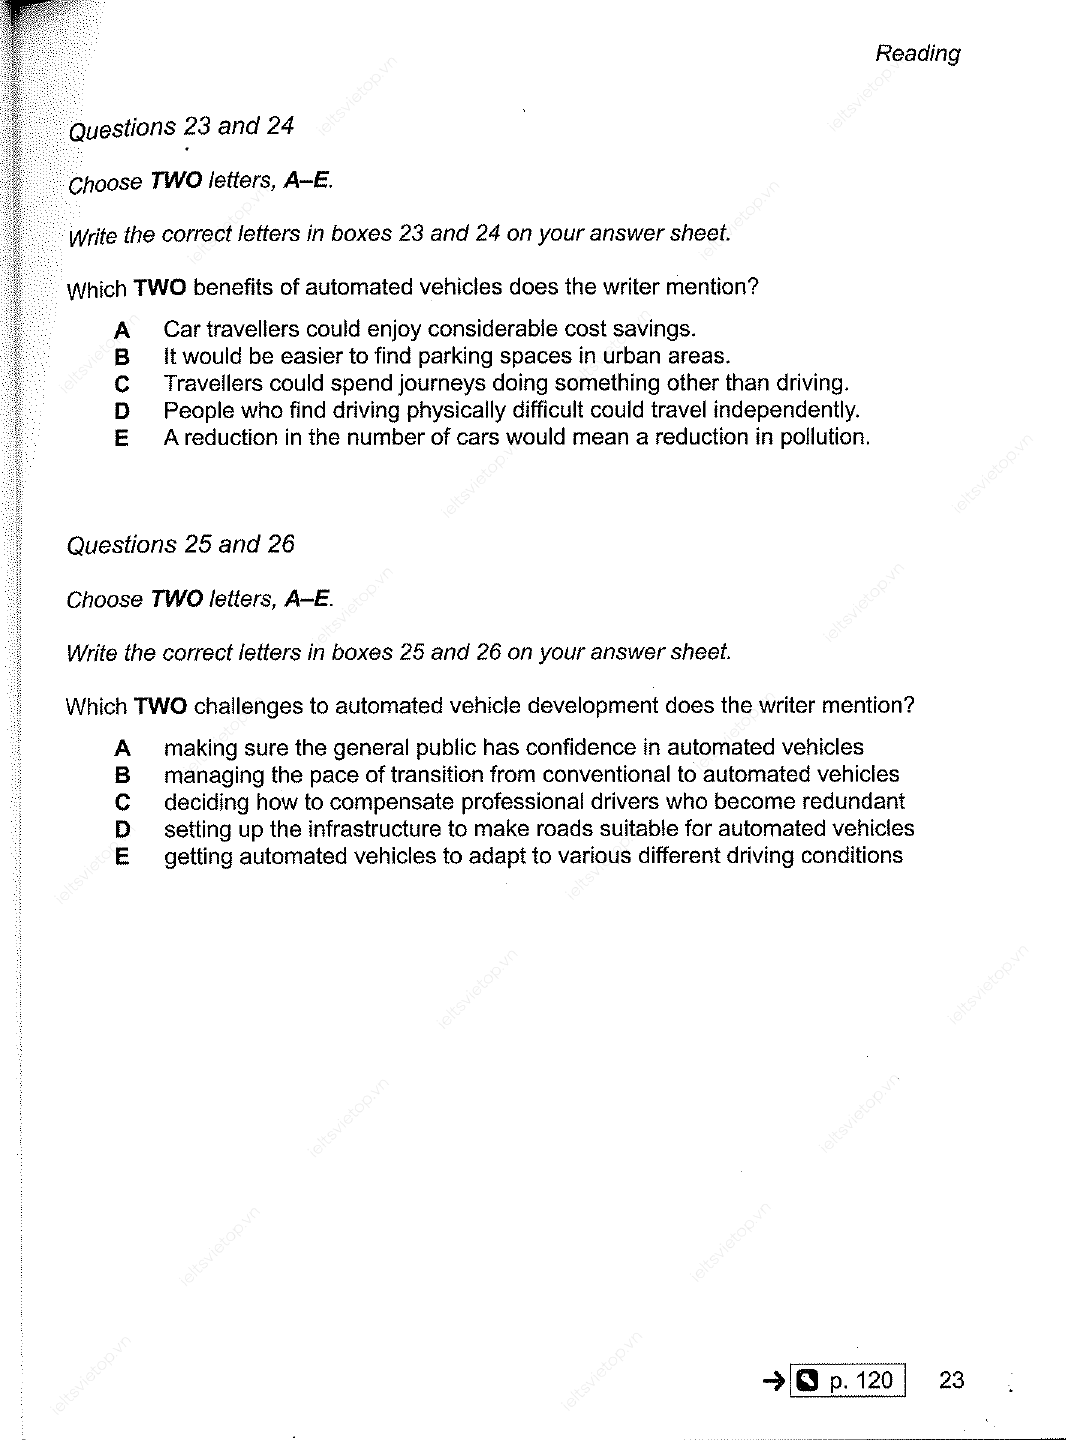 Reading
Questions 23 and 24
Choose TWO letters, A–E.
Write the correct letters in boxes 23 and 24 on your answer sheet.
Which TWO benefits of automated vehicles does the writer mention?
A Car travellers could enjoy considerable cost savings.
B It would be easier to find parking spaces in urban areas.
C Travellers could spend journeys doing something other than driving.
D People who find driving physically difficult could travel independently.
E A reduction in the number of cars would mean a reduction in pollution.
Questions 25 and 26
Choose TWO letters, A–E.
Write the correct letters in boxes 25 and 26 on your answer sheet.
Which TWO challenges to automated vehicle development does the writer mention?
A making sure the general public has confidence in automated vehicles
B managing the pace of transition from conventional to automated vehicles
C deciding how to compensate professional drivers who become redundant
D setting up the infrastructure to make roads suitable for automated vehicles
E getting automated vehicles to adapt to various different driving conditions
→ p. 120 23
ieltsvietop.vn